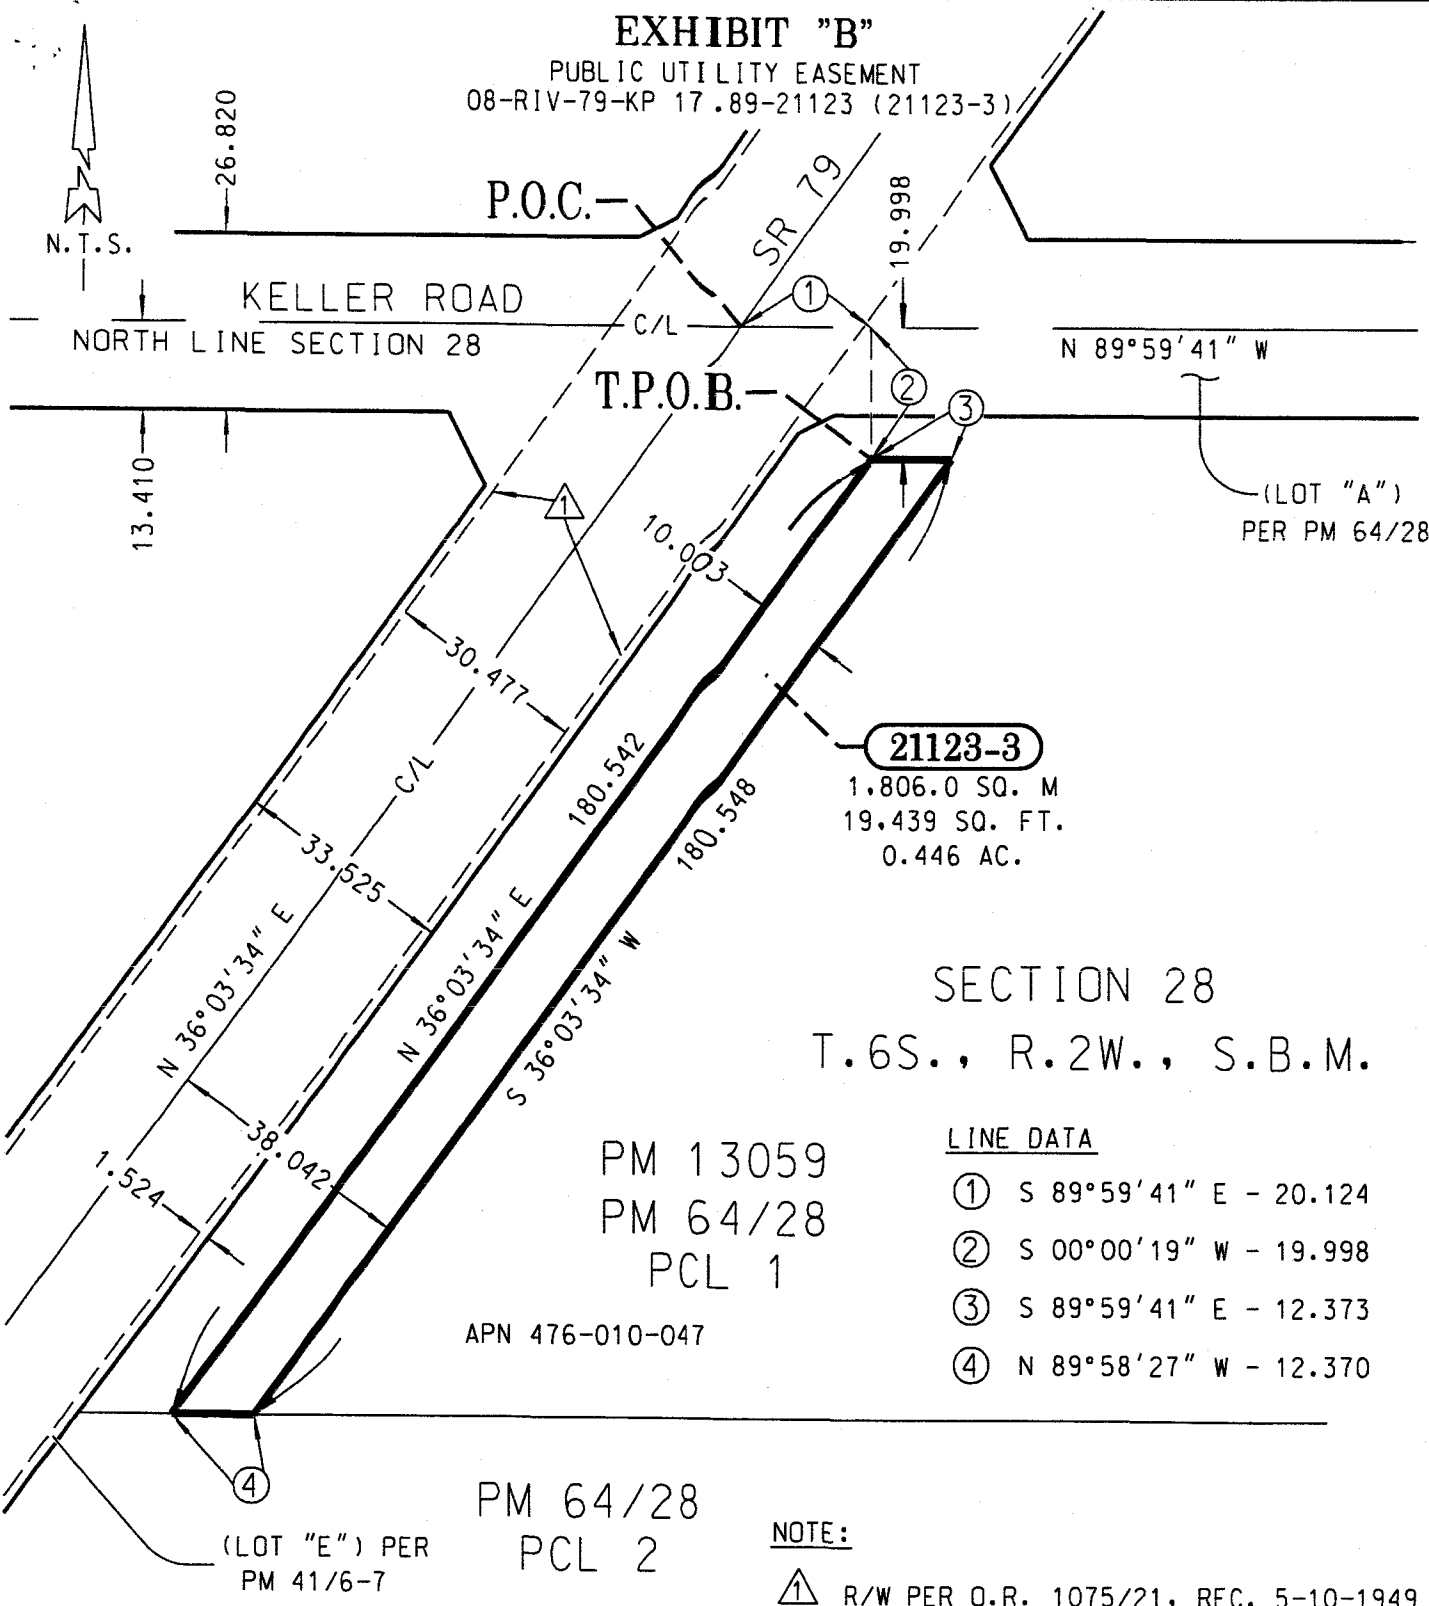 EXHIBIT "B"
PUBLIC UTILITY EASEMENT
08-RIV-79-KP 17.89-21123 (21123-3)
26.820
N.T.S.
P.O.C.
SR 79
19.998
KELLER ROAD
NORTH LINE SECTION 28
C/L
1
N 89°59'41" W
T.P.O.B.
2
3
13.410
1
(LOT "A")
PER PM 64/28
10.003
30.477
C/L
180.542
180.548
21123-3
1,806.0 SQ. M
19,439 SQ. FT.
0.446 AC.
33.525
N 36°03'34" E
N 36°03'34" E
S 36°03'34" W
SECTION 28
T.6S., R.2W., S.B.M.
38.042
1.524
PM 13059
PM 64/28
PCL 1
APN 476-010-047
LINE DATA
1 S 89°59'41" E - 20.124
2 S 00°00'19" W - 19.998
3 S 89°59'41" E - 12.373
4 N 89°58'27" W - 12.370
4
PM 64/28
PCL 2
(LOT "E") PER
PM 41/6-7
NOTE:
1 R/W PER O.R. 1075/21, REC. 5-10-1949